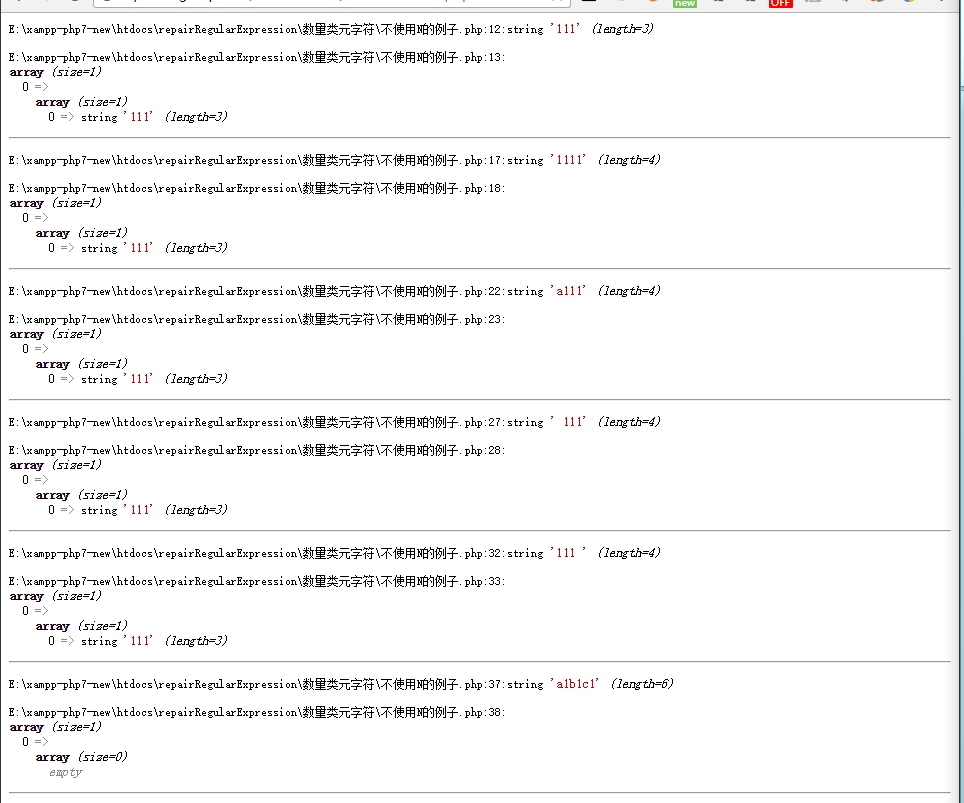 new
OFF
E:\xampp-php7-new\htdocs\repairRegularExpression\数量类元字符\不使用N的例子.php:12:string '111' (length=3)
E:\xampp-php7-new\htdocs\repairRegularExpression\数量类元字符\不使用N的例子.php:13:
array (size=1)
0 =>
array (size=1)
0 => string '111' (length=3)
E:\xampp-php7-new\htdocs\repairRegularExpression\数量类元字符\不使用N的例子.php:17:string '1111' (length=4)
E:\xampp-php7-new\htdocs\repairRegularExpression\数量类元字符\不使用N的例子.php:18:
array (size=1)
0 =>
array (size=1)
0 => string '111' (length=3)
E:\xampp-php7-new\htdocs\repairRegularExpression\数量类元字符\不使用N的例子.php:22:string 'a111' (length=4)
E:\xampp-php7-new\htdocs\repairRegularExpression\数量类元字符\不使用N的例子.php:23:
array (size=1)
0 =>
array (size=1)
0 => string '111' (length=3)
E:\xampp-php7-new\htdocs\repairRegularExpression\数量类元字符\不使用N的例子.php:27:string ' 111' (length=4)
E:\xampp-php7-new\htdocs\repairRegularExpression\数量类元字符\不使用N的例子.php:28:
array (size=1)
0 =>
array (size=1)
0 => string '111' (length=3)
E:\xampp-php7-new\htdocs\repairRegularExpression\数量类元字符\不使用N的例子.php:32:string '111 ' (length=4)
E:\xampp-php7-new\htdocs\repairRegularExpression\数量类元字符\不使用N的例子.php:33:
array (size=1)
0 =>
array (size=1)
0 => string '111' (length=3)
E:\xampp-php7-new\htdocs\repairRegularExpression\数量类元字符\不使用N的例子.php:37:string 'a1b1c1' (length=6)
E:\xampp-php7-new\htdocs\repairRegularExpression\数量类元字符\不使用N的例子.php:38:
array (size=1)
0 =>
array (size=0)
empty